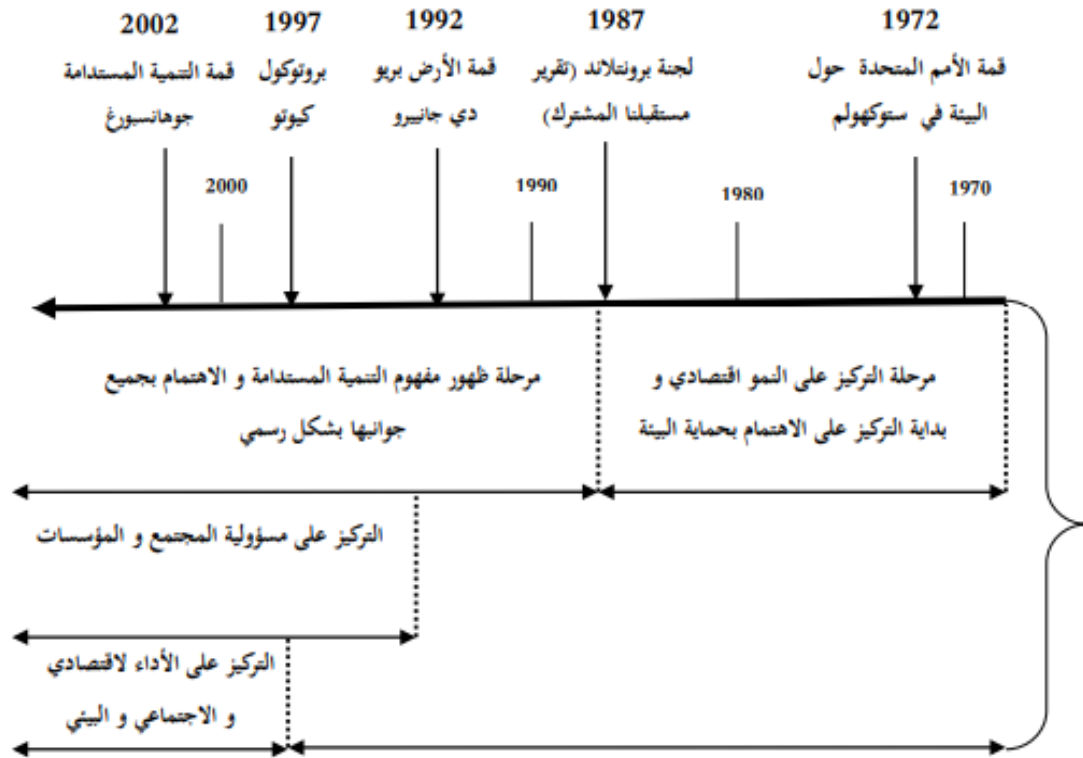 1972
قمة الأمم المتحدة حول
البيئة في ستوكهولم
1987
لجنة برونتلاند (تقرير
مستقبلنا المشترك)
1992
قمة الأرض بريو
دي جانييرو
1997
بروتوكول
كيوتو
2002
قمة التنمية المستدامة
جوهانسبورغ
1970
1980
1990
2000
مرحلة التركيز على النمو اقتصادي و
بداية التركيز على الاهتمام بحماية البيئة
مرحلة ظهور مفهوم التنمية المستدامة و الاهتمام بجميع
جوانبها بشكل رسمي
التركيز على مسؤولية المجتمع و المؤسسات
التركيز على الأداء لاقتصادي
و الاجتماعي و البيئي